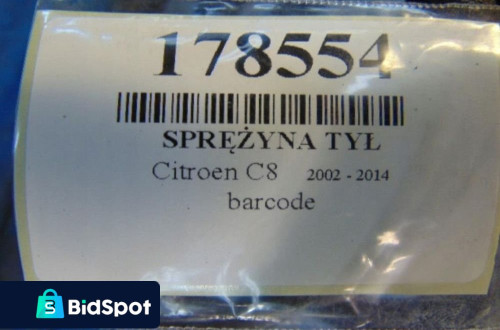 178554
SPRĘŻYNA TYŁ
Citroen C8 2002 - 2014
barcode
BidSpot